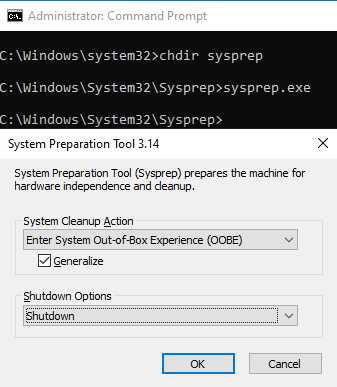 Administrator: Command Prompt
C:\Windows\system32>chdir sysprep
C:\Windows\System32\Sysprep>sysprep.exe
C:\Windows\System32\Sysprep>
System Preparation Tool 3.14
System Preparation Tool (Sysprep) prepares the machine for
hardware independence and cleanup.
System Cleanup Action
Enter System Out-of-Box Experience (OOBE)
Generalize
Shutdown Options
Shutdown
OK Cancel